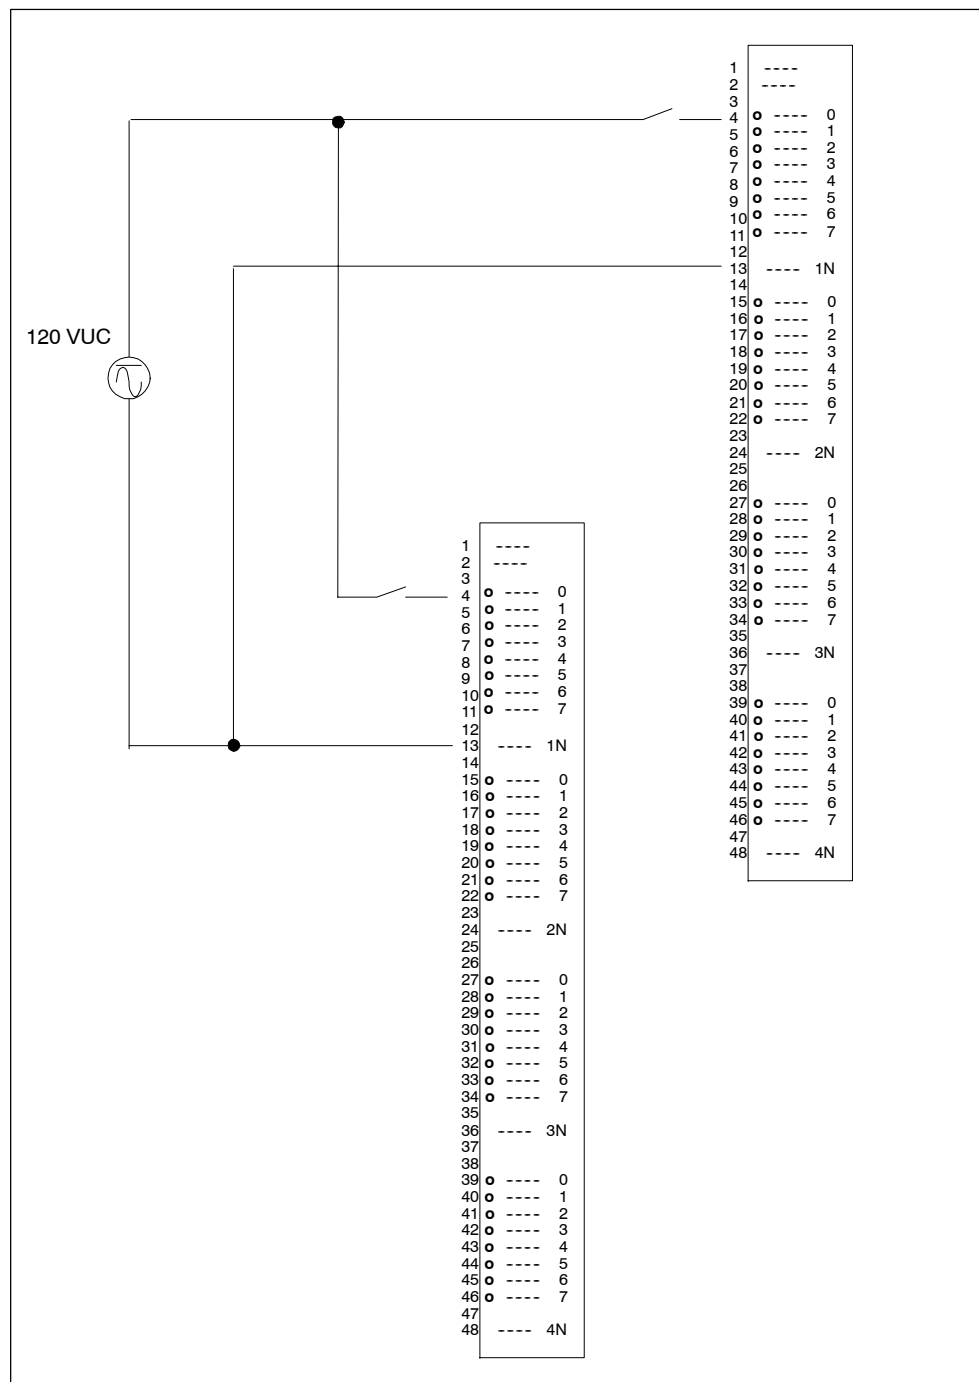 120 VUC
1 ----
2 ----
3
4 o ---- 0
5 o ---- 1
6 o ---- 2
7 o ---- 3
8 o ---- 4
9 o ---- 5
10 o ---- 6
11 o ---- 7
12
13 ---- 1N
14
15 o ---- 0
16 o ---- 1
17 o ---- 2
18 o ---- 3
19 o ---- 4
20 o ---- 5
21 o ---- 6
22 o ---- 7
23
24 ---- 2N
25
26
27 o ---- 0
28 o ---- 1
29 o ---- 2
30 o ---- 3
31 o ---- 4
32 o ---- 5
33 o ---- 6
34 o ---- 7
35
36 ---- 3N
37
38
39 o ---- 0
40 o ---- 1
41 o ---- 2
42 o ---- 3
43 o ---- 4
44 o ---- 5
45 o ---- 6
46 o ---- 7
47
48 ---- 4N
1 ----
2 ----
3
4 o ---- 0
5 o ---- 1
6 o ---- 2
7 o ---- 3
8 o ---- 4
9 o ---- 5
10 o ---- 6
11 o ---- 7
12
13 ---- 1N
14
15 o ---- 0
16 o ---- 1
17 o ---- 2
18 o ---- 3
19 o ---- 4
20 o ---- 5
21 o ---- 6
22 o ---- 7
23
24 ---- 2N
25
26
27 o ---- 0
28 o ---- 1
29 o ---- 2
30 o ---- 3
31 o ---- 4
32 o ---- 5
33 o ---- 6
34 o ---- 7
35
36 ---- 3N
37
38
39 o ---- 0
40 o ---- 1
41 o ---- 2
42 o ---- 3
43 o ---- 4
44 o ---- 5
45 o ---- 6
46 o ---- 7
47
48 ---- 4N